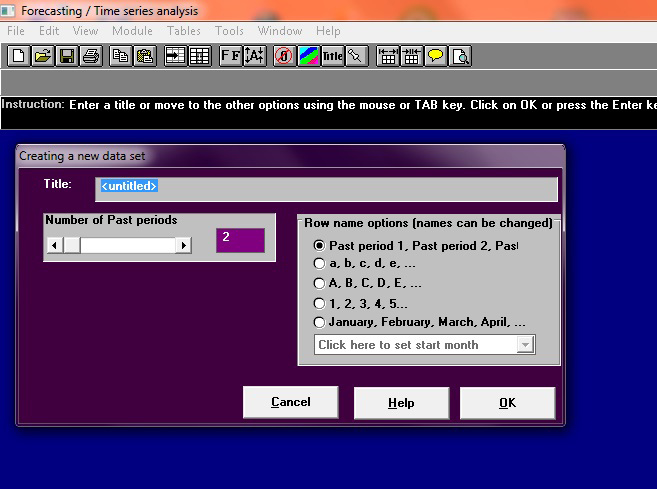 Forecasting / Time series analysis
File Edit View Module Tables Tools Window Help
FF A Title
Instruction: Enter a title or move to the other options using the mouse or TAB key. Click on OK or press the Enter ke
Creating a new data set
Title: <untitled>
Number of Past periods
2
Row name options (names can be changed)
Past period 1, Past period 2, Past
a, b, c, d, e, ...
A, B, C, D, E, ...
1, 2, 3, 4, 5...
January, February, March, April, ...
Click here to set start month
Cancel Help OK